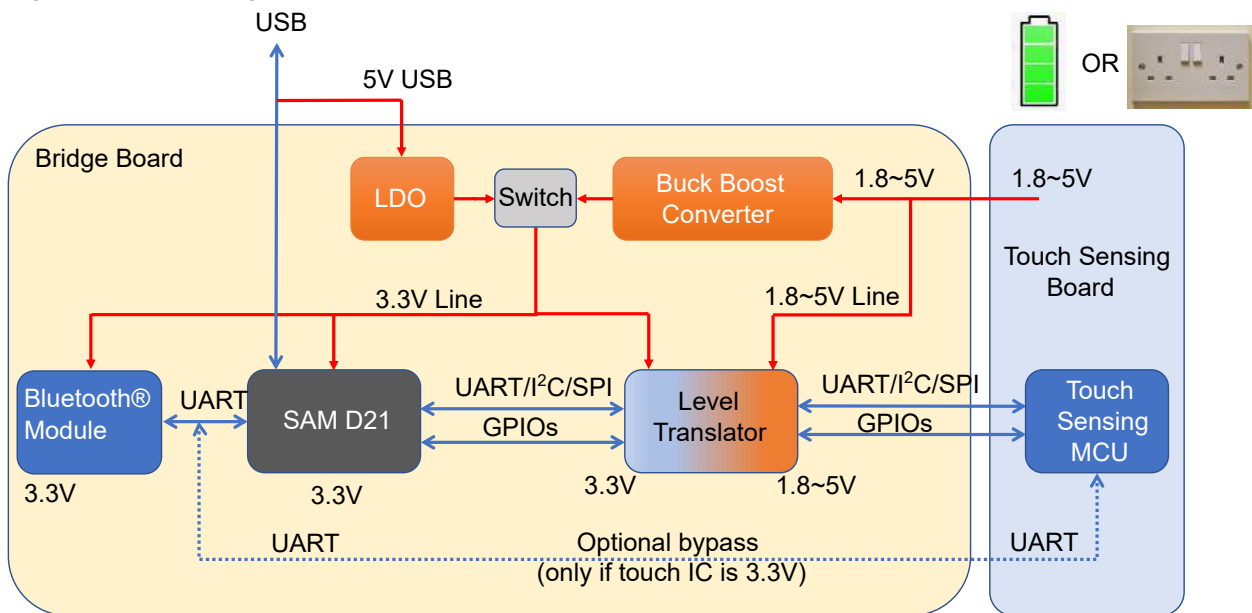 USB
5V USB
OR
Bridge Board
LDO
Switch
Buck Boost
Converter
1.8~5V
1.8~5V
Touch Sensing
Board
3.3V Line
1.8~5V Line
Bluetooth®
Module
UART
SAM D21
UART/I²C/SPI
GPIOs
Level
Translator
UART/I²C/SPI
GPIOs
Touch
Sensing
MCU
3.3V
3.3V
3.3V
1.8~5V
UART
Optional bypass
(only if touch IC is 3.3V)
UART